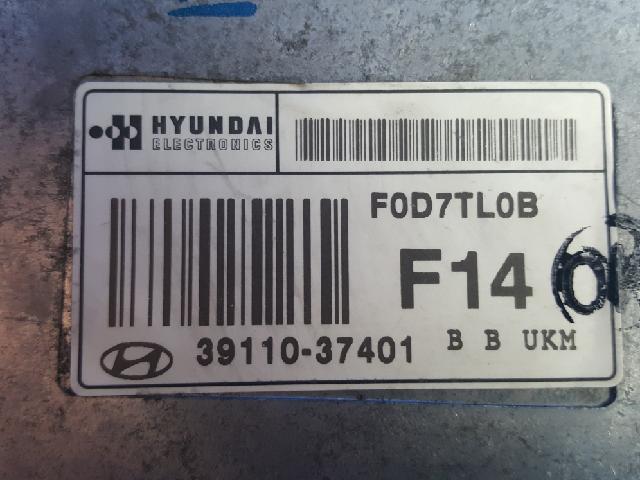 HYUNDAI
ELECTRONICS
F0D7TL0B
F14
39110-37401
B B UKM